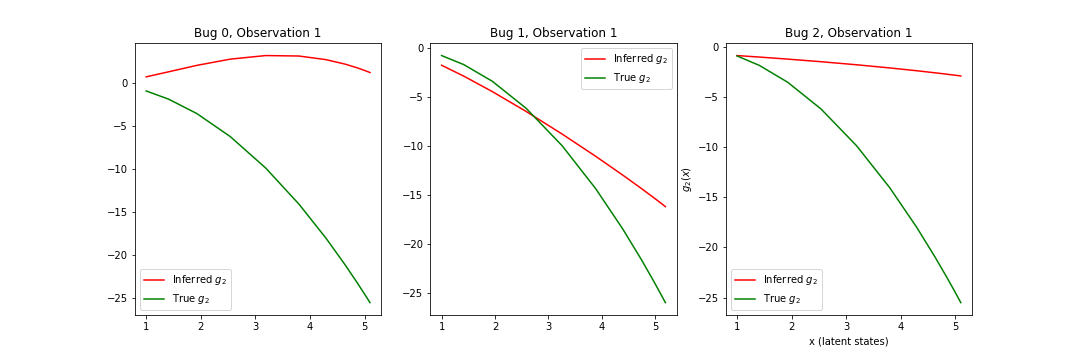 Bug 0, Observation 1
0
−5
−10
−15
−20
−25
Inferred g₂
True g₂
1 2 3 4 5
Bug 1, Observation 1
0
−5
−10
−15
−20
−25
Inferred g₂
True g₂
1 2 3 4 5
Bug 2, Observation 1
g₂(x)
0
−5
−10
−15
−20
−25
Inferred g₂
True g₂
1 2 3 4 5
x (latent states)